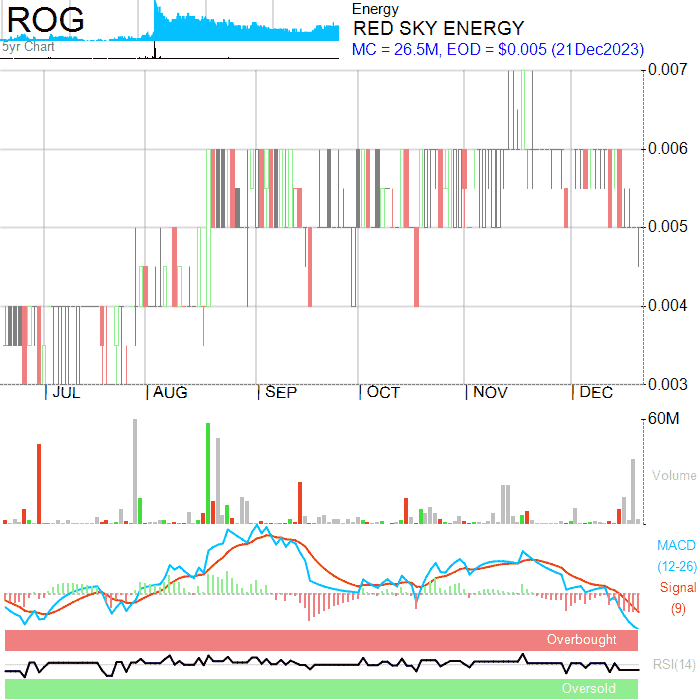 ROG
5yr Chart
Energy
RED SKY ENERGY
MC = 26.5M, EOD = $0.005 (21Dec2023)
0.007
0.006
0.005
0.004
0.003
JUL AUG SEP OCT NOV DEC
60M
Volume
MACD
(12-26)
Signal
(9)
Overbought
RSI(14)
Oversold